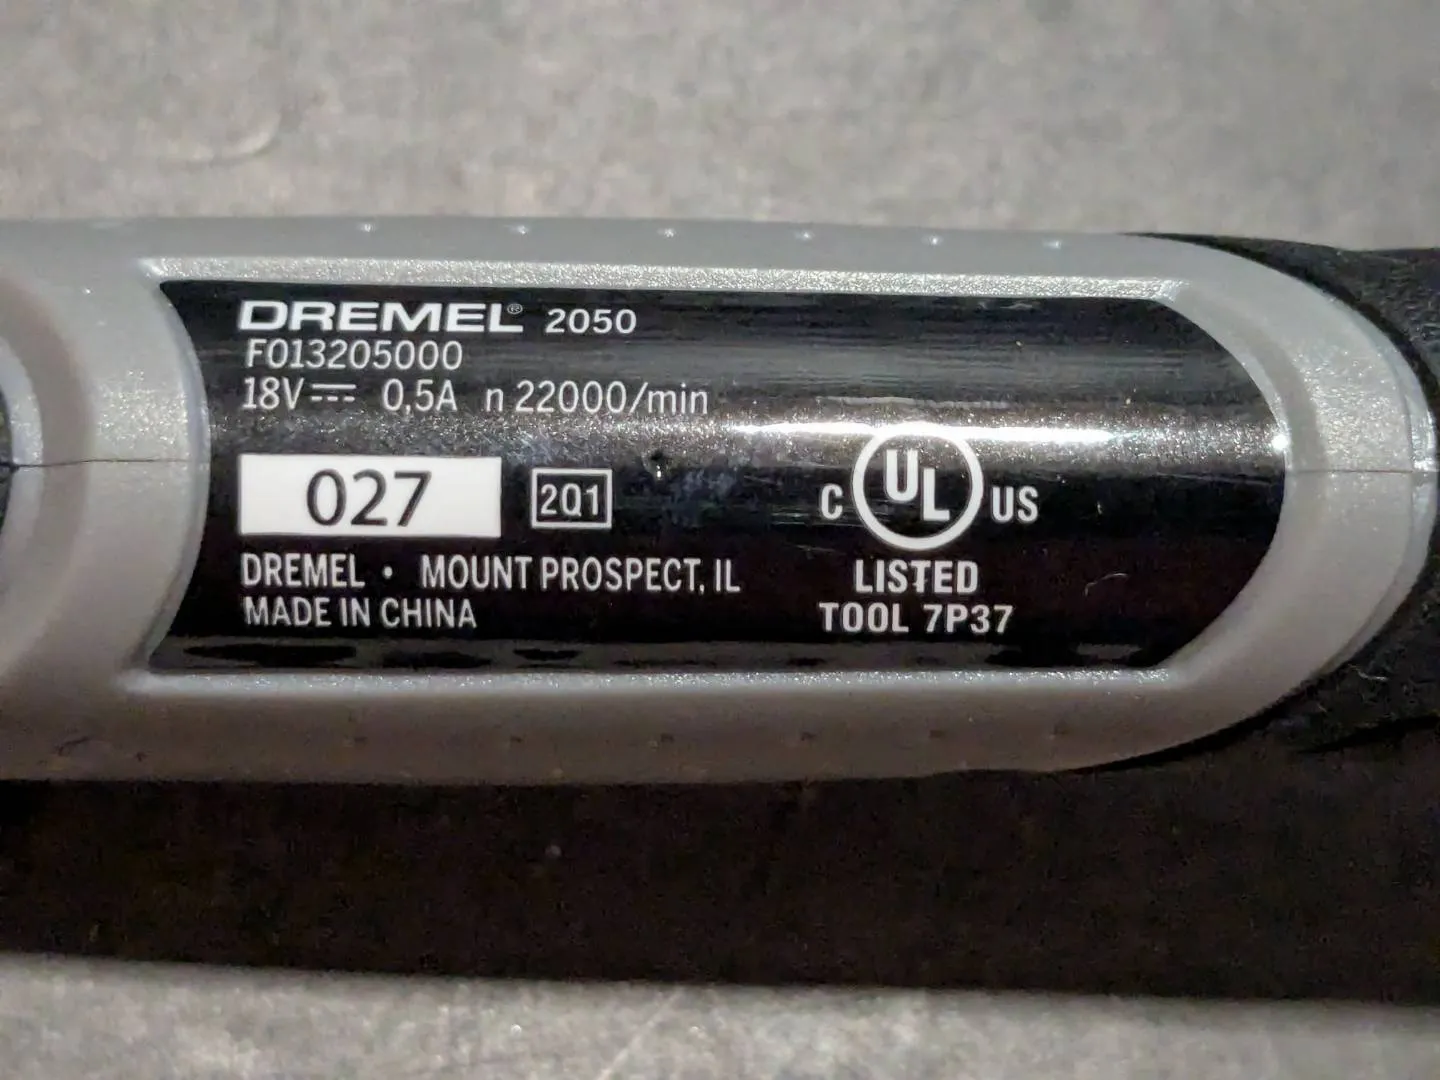 DREMEL® 2050
F013205000
18V⎓ 0,5A n 22000/min
027 2Q1
DREMEL • MOUNT PROSPECT, IL
MADE IN CHINA
C UL US
LISTED
TOOL 7P37